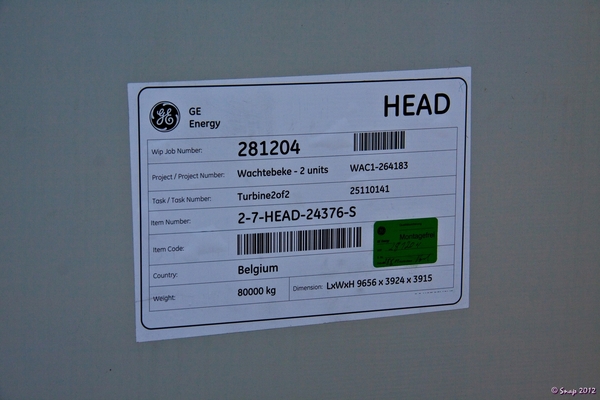 GE
Energy
HEAD
Wip Job Number: 281204
Project / Project Number: Wachtebeke - 2 units WAC1-264183
Task / Task Number: Turbine2of2 25110141
Item Number: 2-7-HEAD-24376-S
Item Code:
Country: Belgium
Weight: 80000 kg Dimension: LxWxH 9656 x 3924 x 3915
© Snap 2012